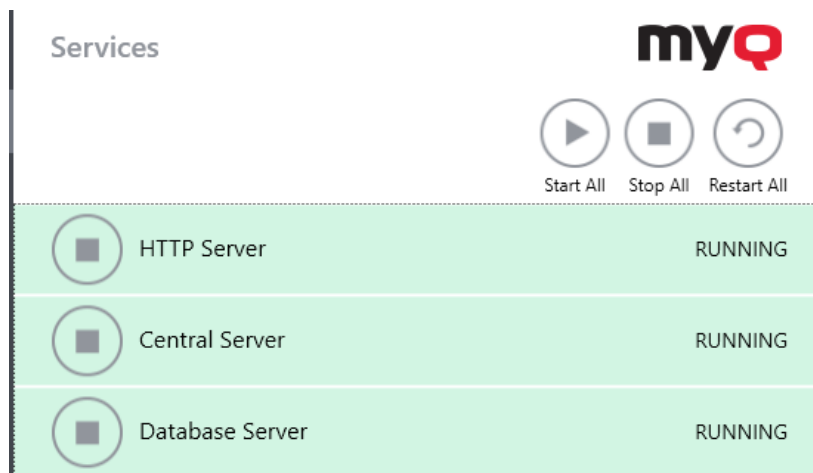 Services
myQ
Start All Stop All Restart All
HTTP Server RUNNING
Central Server RUNNING
Database Server RUNNING